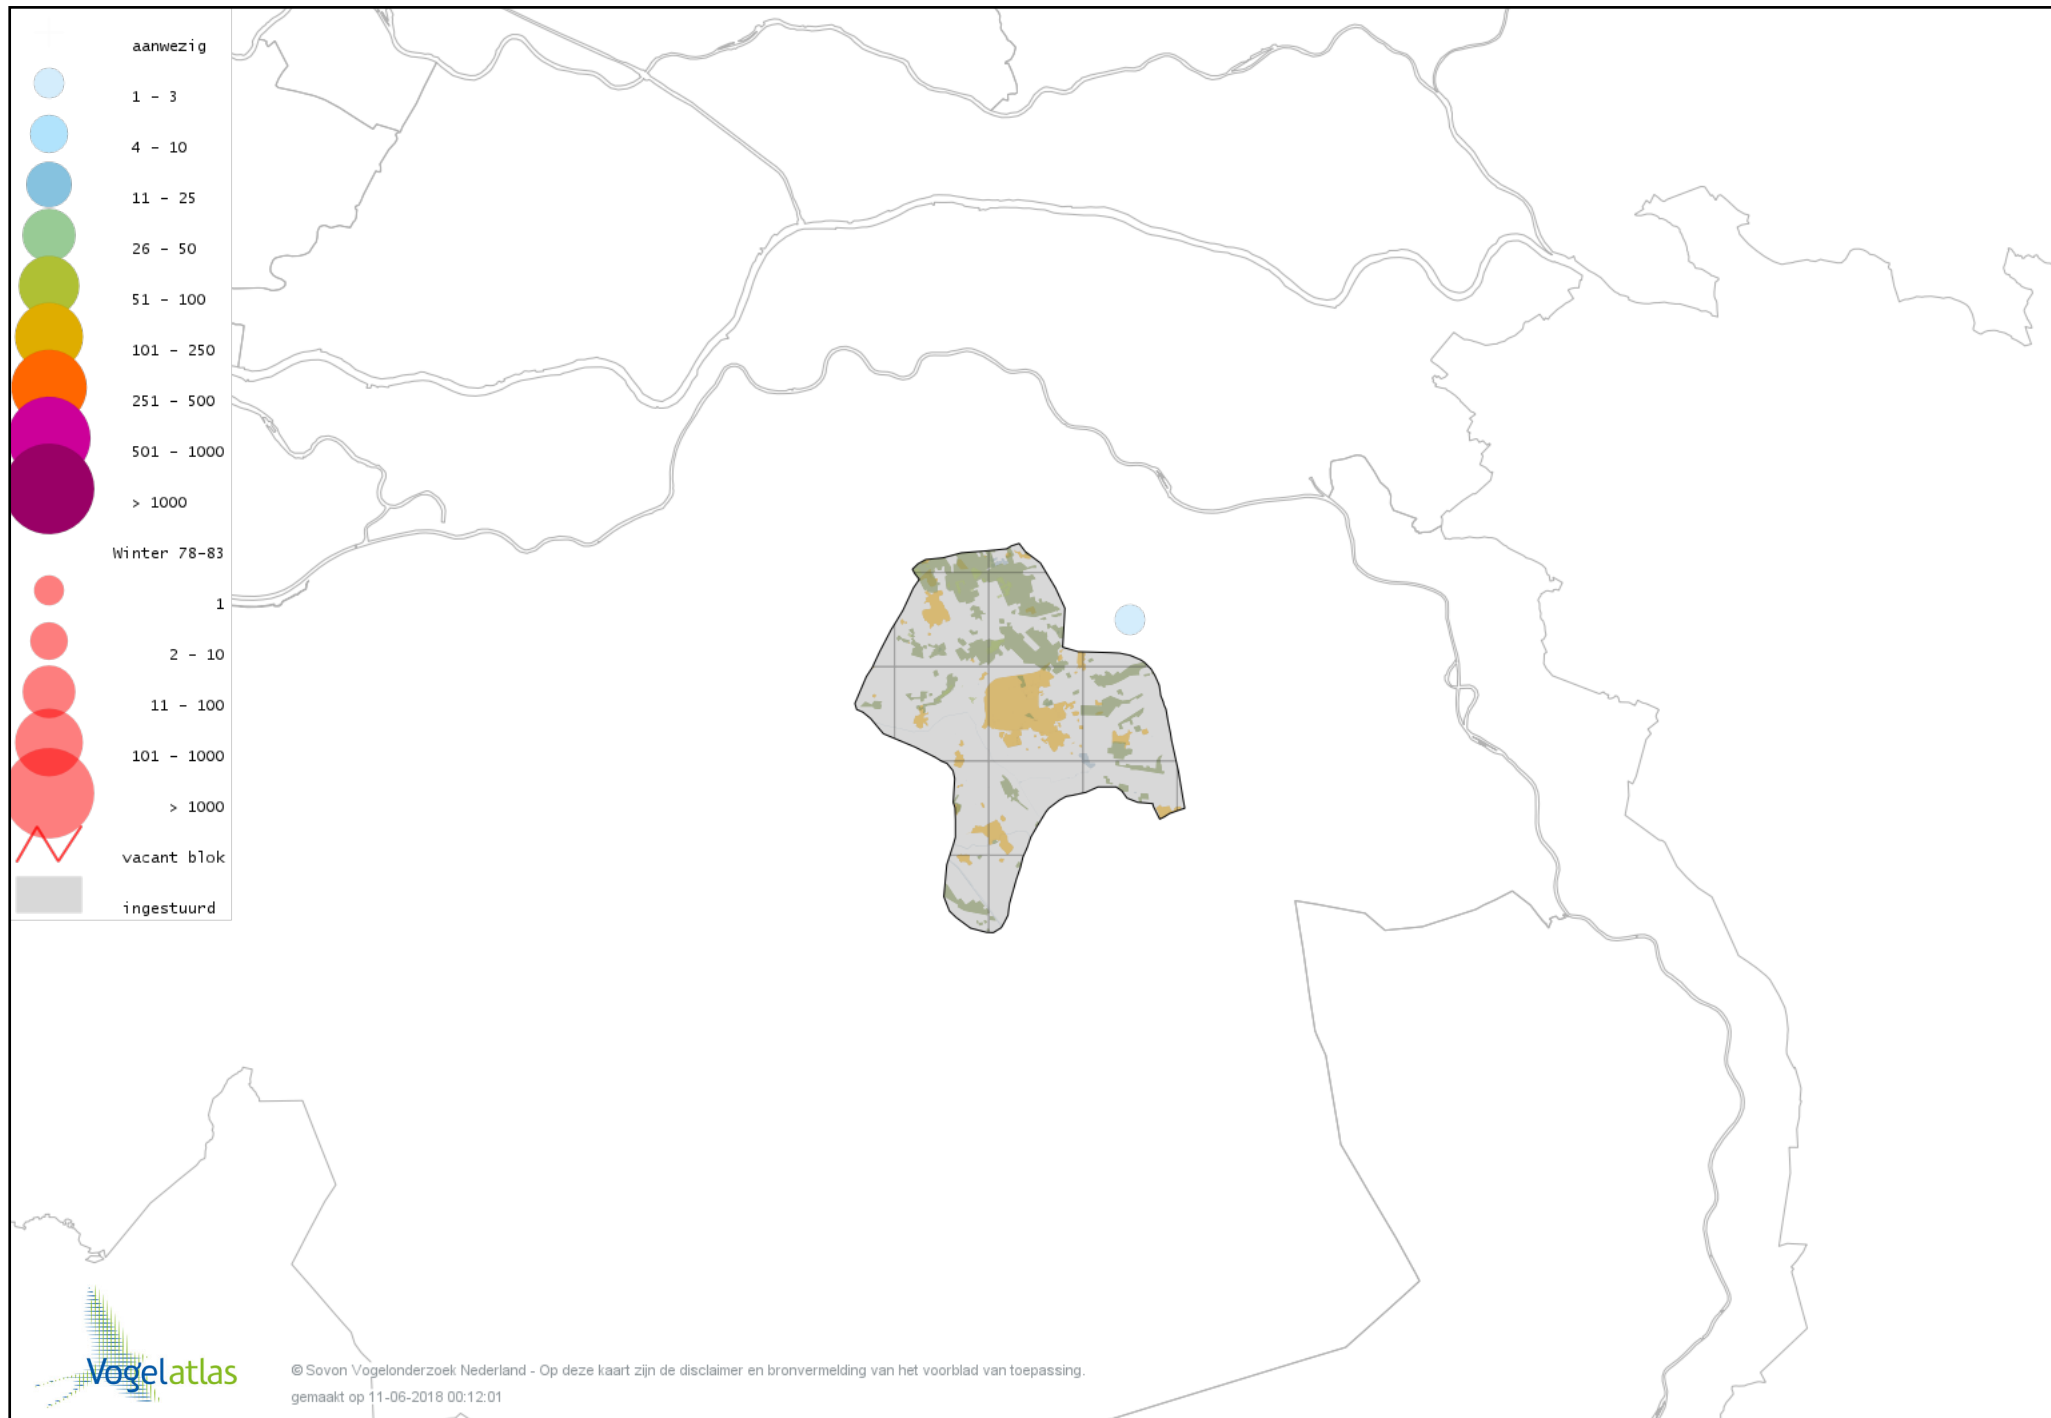 aanwezig
1 - 3
4 - 10
11 - 25
26 - 50
51 - 100
101 - 250
251 - 500
501 - 1000
> 1000
Winter 78-83
1
2 - 10
11 - 100
101 - 1000
> 1000
vacant blok
ingestuurd
Vogelatlas
© Sovon Vogelonderzoek Nederland - Op deze kaart zijn de disclaimer en bronvermelding van het voorblad van toepassing.
gemaakt op 11-06-2018 00:12:01